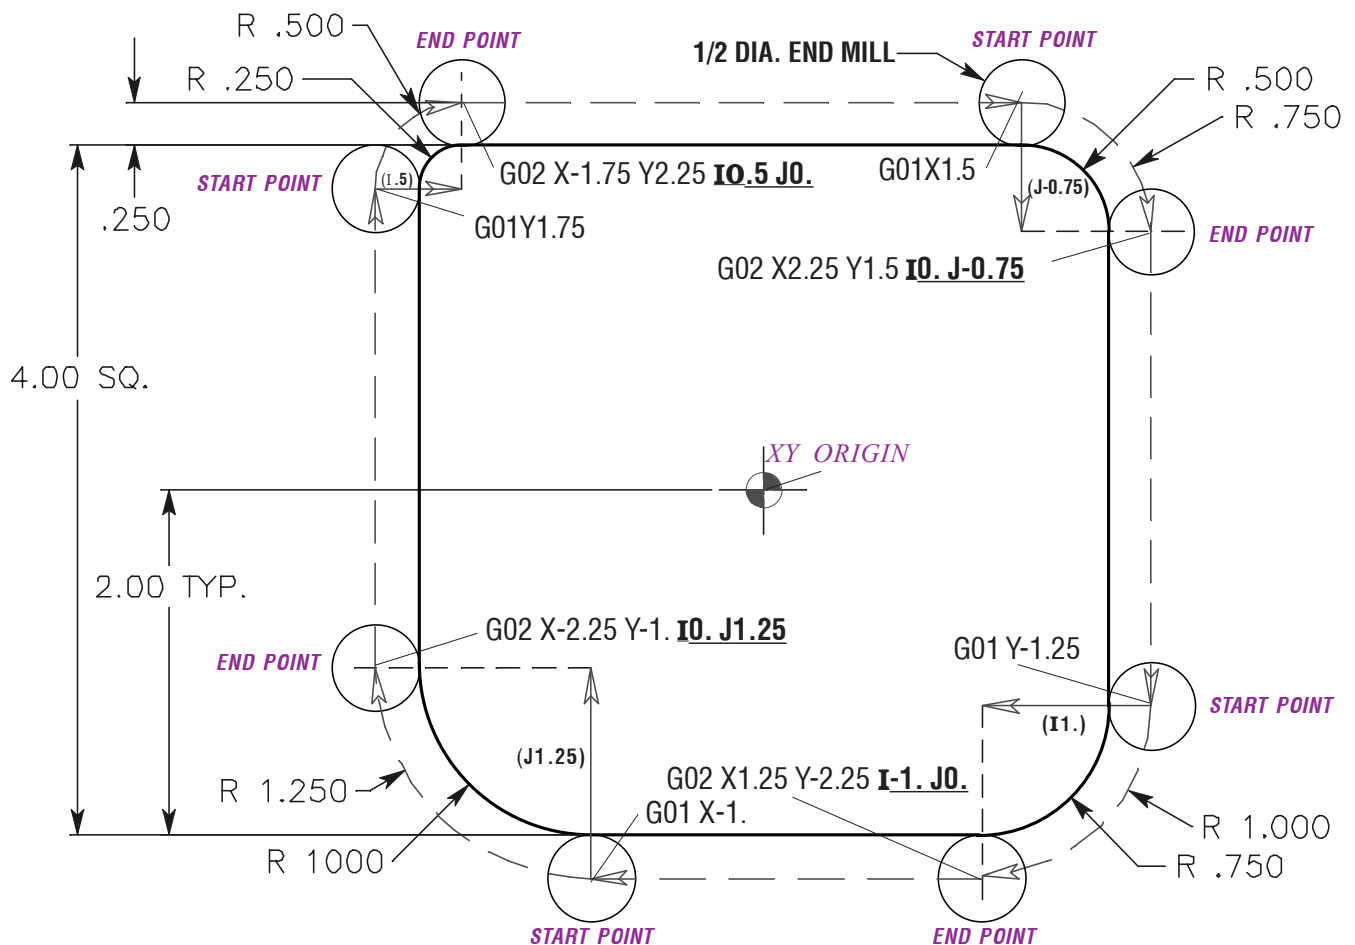 R .500
END POINT
1/2 DIA. END MILL
START POINT
R .250
R .500
R .750
START POINT
(I.5)
G02 X-1.75 Y2.25 I0.5 J0.
G01X1.5
(J-0.75)
.250
G01Y1.75
END POINT
G02 X2.25 Y1.5 I0. J-0.75
4.00 SQ.
XY ORIGIN
2.00 TYP.
G02 X-2.25 Y-1. I0. J1.25
END POINT
G01 Y-1.25
START POINT
(I1.)
(J1.25)
R 1.250
G02 X1.25 Y-2.25 I-1. J0.
G01 X-1.
R 1.000
R 1000
R .750
START POINT
END POINT